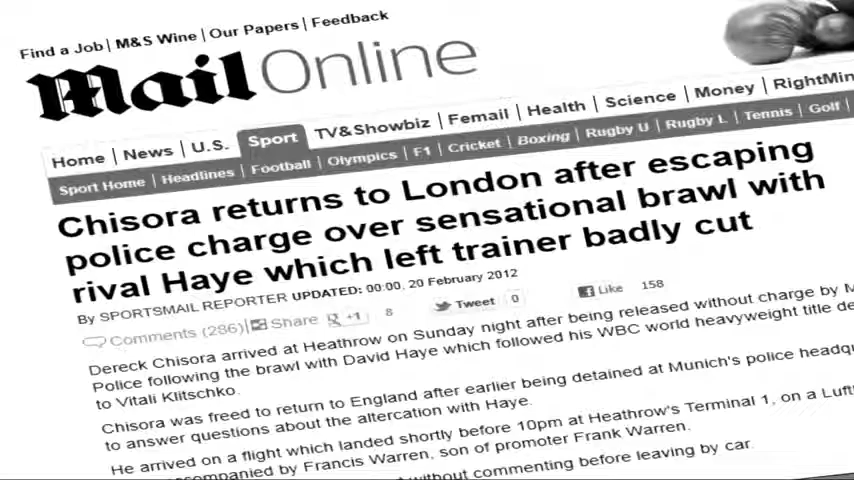 Find a Job | M&S Wine | Our Papers | Feedback
Mail Online
Home | News | U.S. Sport TV&Showbiz | Femail | Health | Science | Money | RightMin
Sport Home | Headlines | Football | Olympics | F1 | Cricket | Boxing | Rugby U | Rugby L | Tennis | Golf
Chisora returns to London after escaping
police charge over sensational brawl with
rival Haye which left trainer badly cut
By SPORTSMAIL REPORTER
UPDATED: 00:00, 20 February 2012
Comments (286) | Share +1 8 Tweet 0 Like 158
Dereck Chisora arrived at Heathrow on Sunday night after being released without charge by M
Police following the brawl with David Haye which followed his WBC world heavyweight title de
to Vitali Klitschko.
Chisora was freed to return to England after earlier being detained at Munich's police headqu
to answer questions about the altercation with Haye.
He arrived on a flight which landed shortly before 10pm at Heathrow's Terminal 1, on a Luft
ompanied by Francis Warren, son of promoter Frank Warren.
without commenting before leaving by car.